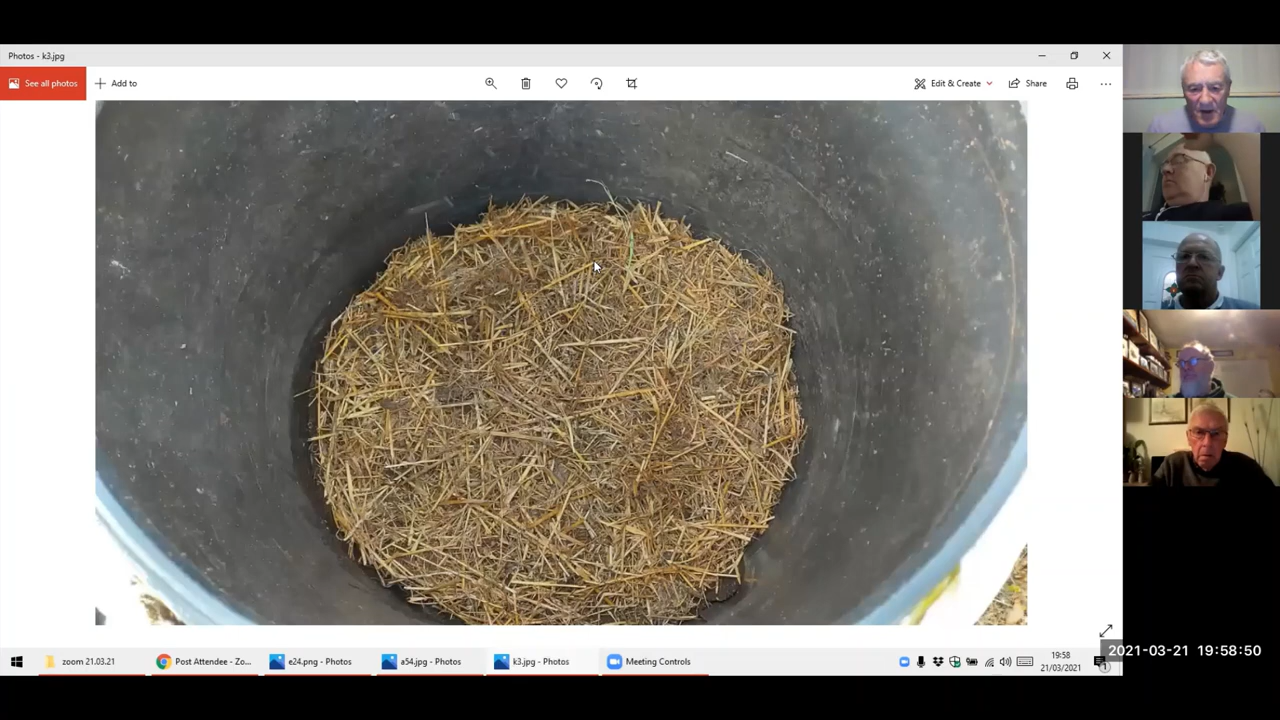 Photos - k3.jpg
See all photos
Add to
Edit & Create
Share
zoom 21.03.21
Post Attendee - Zo...
e24.png - Photos
a54.jpg - Photos
k3.jpg - Photos
Meeting Controls
19:58
21/03/2021
1
2021-03-21 19:58:50